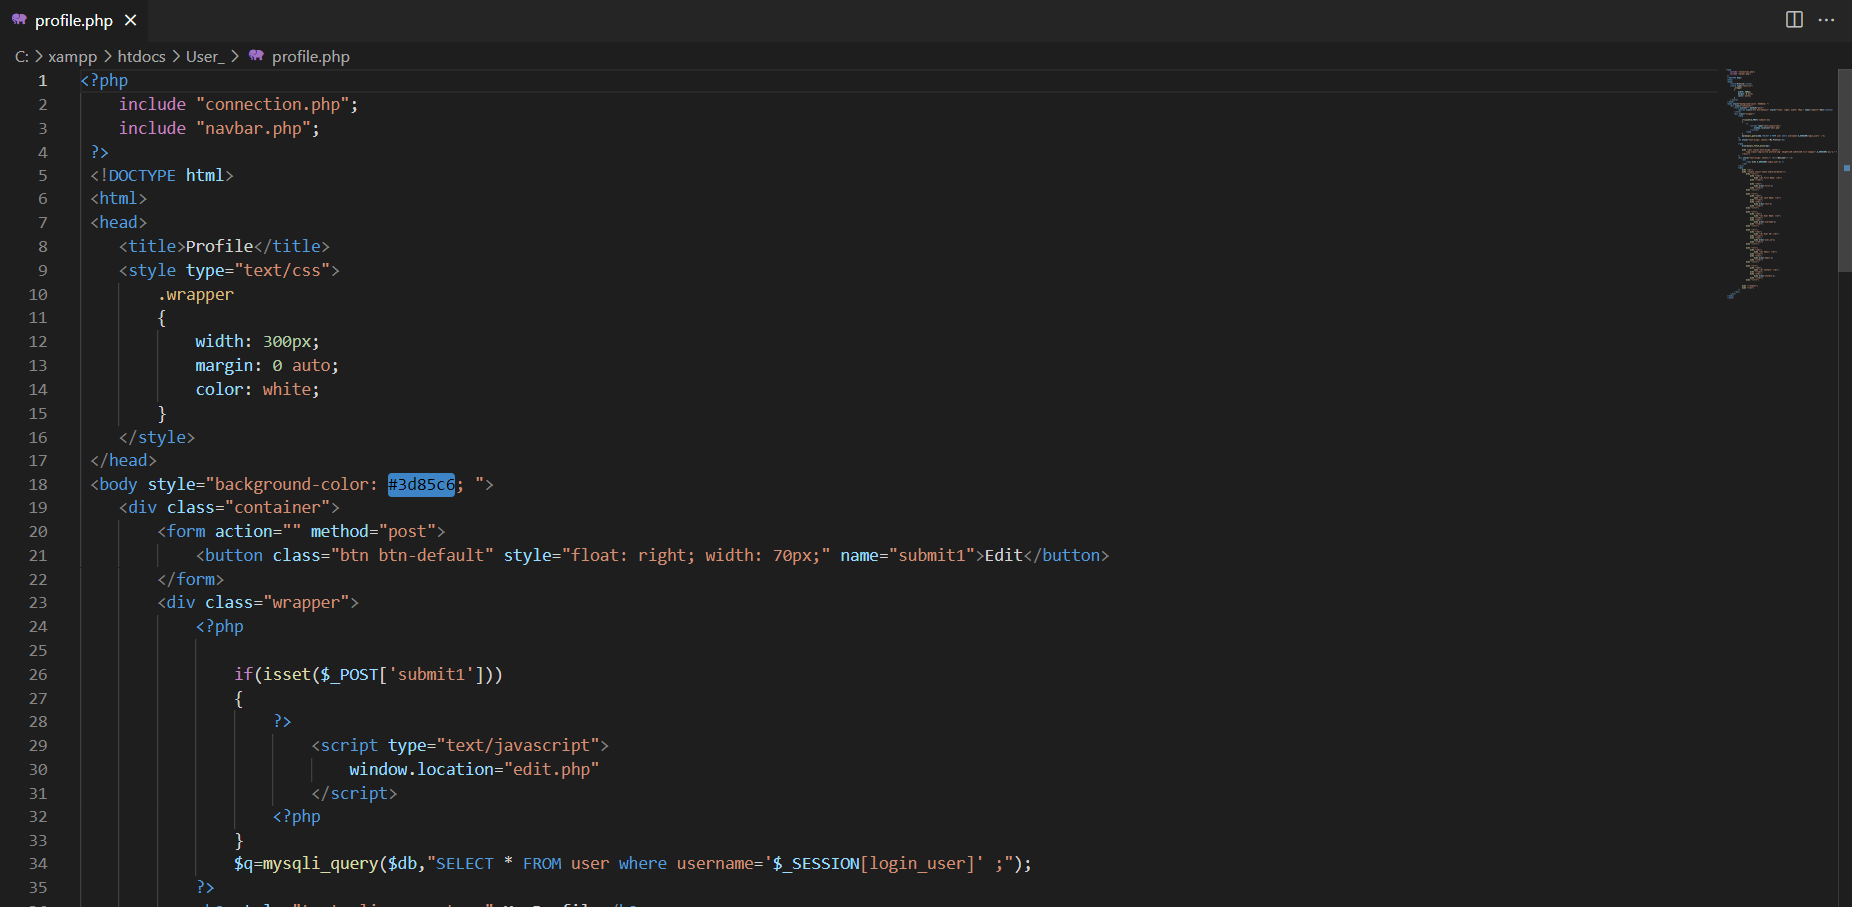 profile.php
C: > xampp > htdocs > User_ > profile.php
1 <?php
2 include "connection.php";
3 include "navbar.php";
4 ?>
5 <!DOCTYPE html>
6 <html>
7 <head>
8 <title>Profile</title>
9 <style type="text/css">
10 .wrapper
11 {
12 width: 300px;
13 margin: 0 auto;
14 color: white;
15 }
16 </style>
17 </head>
18 <body style="background-color: #3d85c6; ">
19 <div class="container">
20 <form action="" method="post">
21 <button class="btn btn-default" style="float: right; width: 70px;" name="submit1">Edit</button>
22 </form>
23 <div class="wrapper">
24 <?php
25
26 if(isset($_POST['submit1']))
27 {
28 ?>
29 <script type="text/javascript">
30 window.location="edit.php"
31 </script>
32 <?php
33 }
34 $q=mysqli_query($db,"SELECT * FROM user where username='$_SESSION[login_user]' ;");
35 ?>